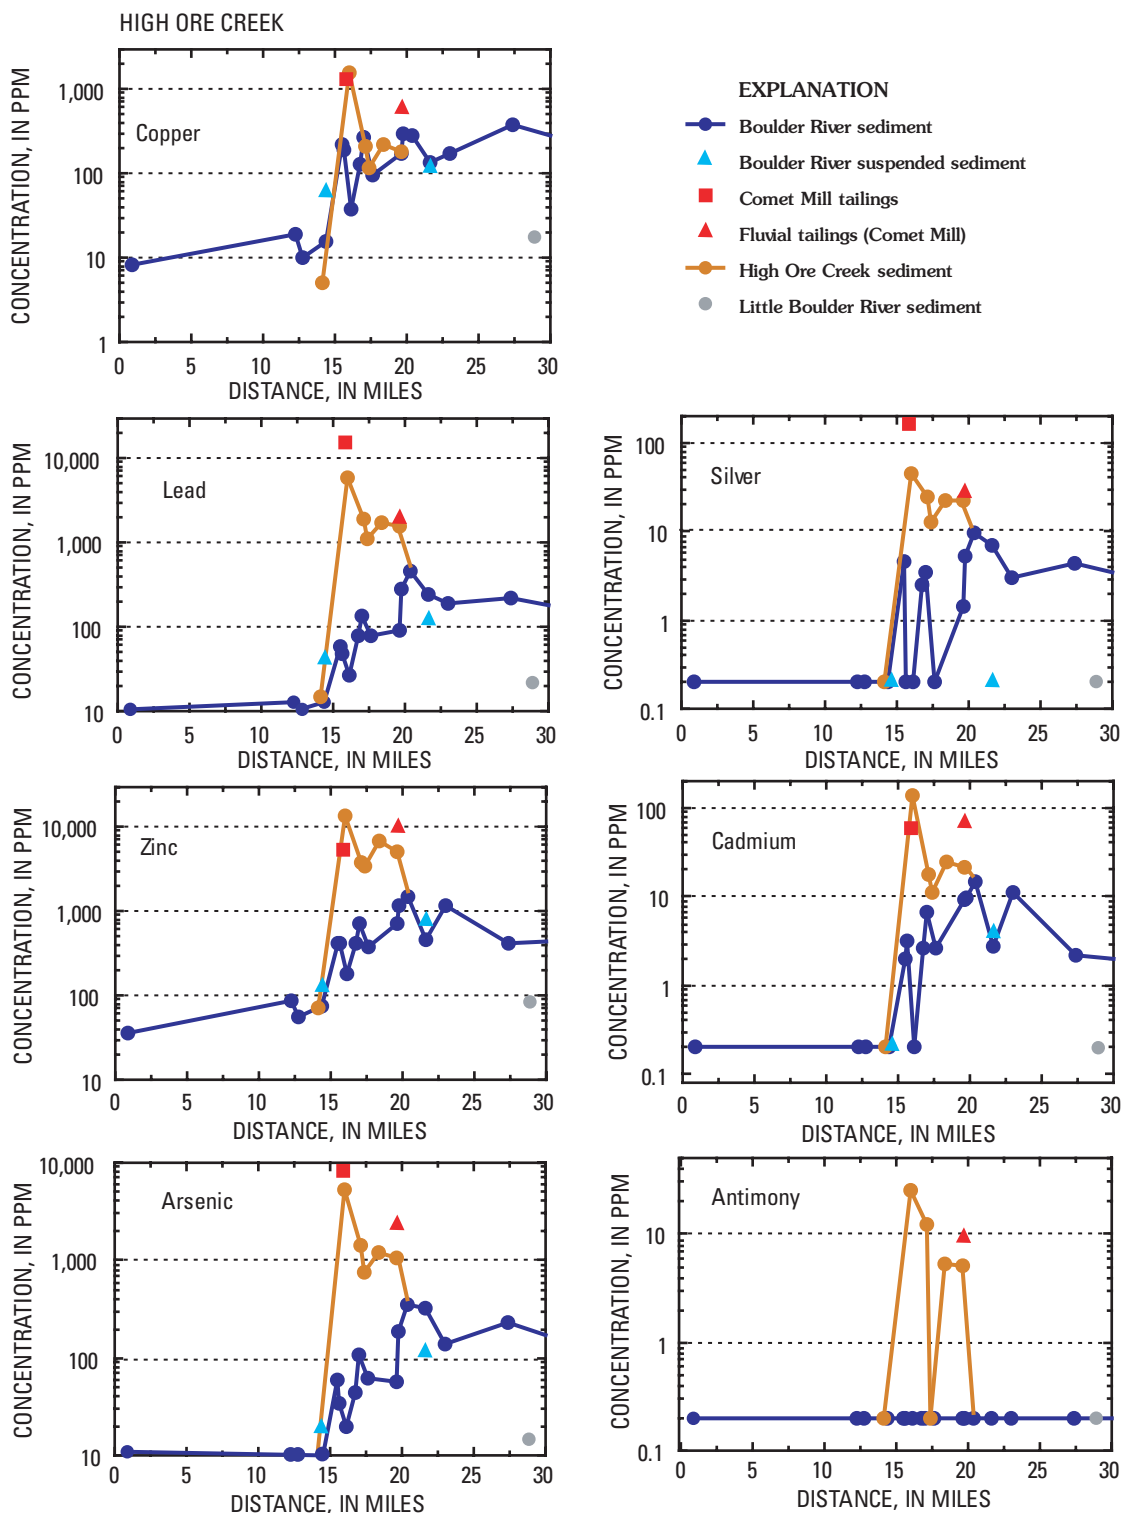 HIGH ORE CREEK
CONCENTRATION, IN PPM
1,000
100
10
1
Copper
0 5 10 15 20 25 30
DISTANCE, IN MILES
EXPLANATION
Boulder River sediment
Boulder River suspended sediment
Comet Mill tailings
Fluvial tailings (Comet Mill)
High Ore Creek sediment
Little Boulder River sediment
CONCENTRATION, IN PPM
10,000
1,000
100
10
Lead
0 5 10 15 20 25 30
DISTANCE, IN MILES
CONCENTRATION, IN PPM
100
10
1
0.1
Silver
0 5 10 15 20 25 30
DISTANCE, IN MILES
CONCENTRATION, IN PPM
10,000
1,000
100
10
Zinc
0 5 10 15 20 25 30
DISTANCE, IN MILES
CONCENTRATION, IN PPM
100
10
1
0.1
Cadmium
0 5 10 15 20 25 30
DISTANCE, IN MILES
CONCENTRATION, IN PPM
10,000
1,000
100
10
Arsenic
0 5 10 15 20 25 30
DISTANCE, IN MILES
CONCENTRATION, IN PPM
10
1
0.1
Antimony
0 5 10 15 20 25 30
DISTANCE, IN MILES